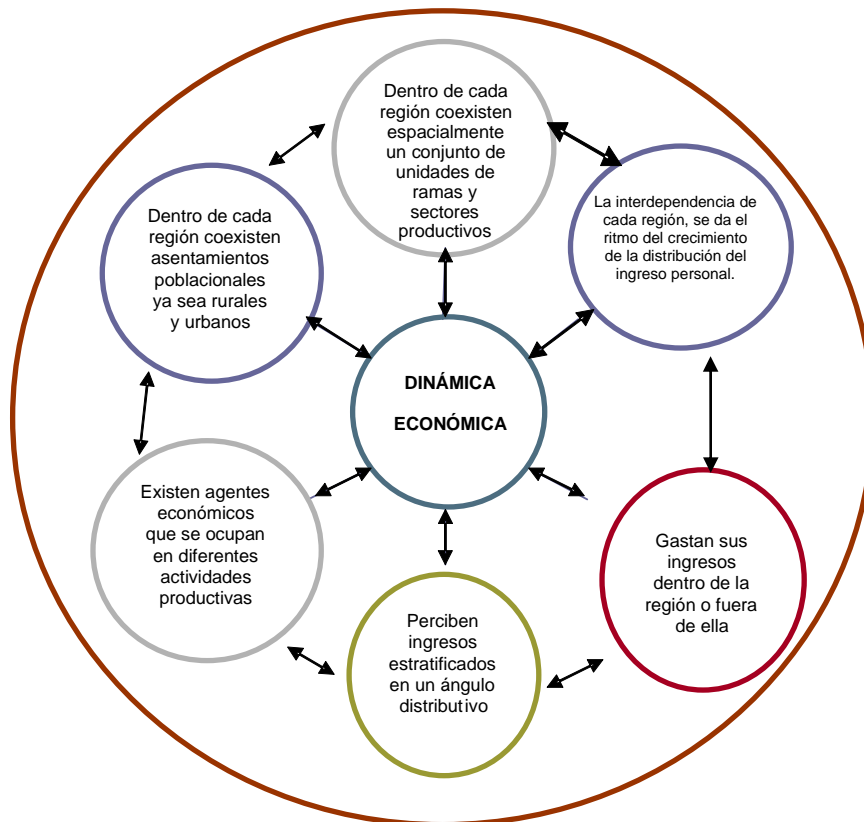 Dentro de cada
región coexisten
espacialmente
un conjunto de
unidades de
ramas y
sectores
productivos
La interdependencia de
cada región, se da el
ritmo del crecimiento
de la distribución del
ingreso personal.
Dentro de cada
región coexisten
asentamientos
poblacionales
ya sea rurales
y urbanos
DINÁMICA
ECONÓMICA
Existen agentes
económicos
que se ocupan
en diferentes
actividades
productivas
Gastan sus
ingresos
dentro de la
región o fuera
de ella
Perciben
ingresos
estratificados
en un ángulo
distributivo